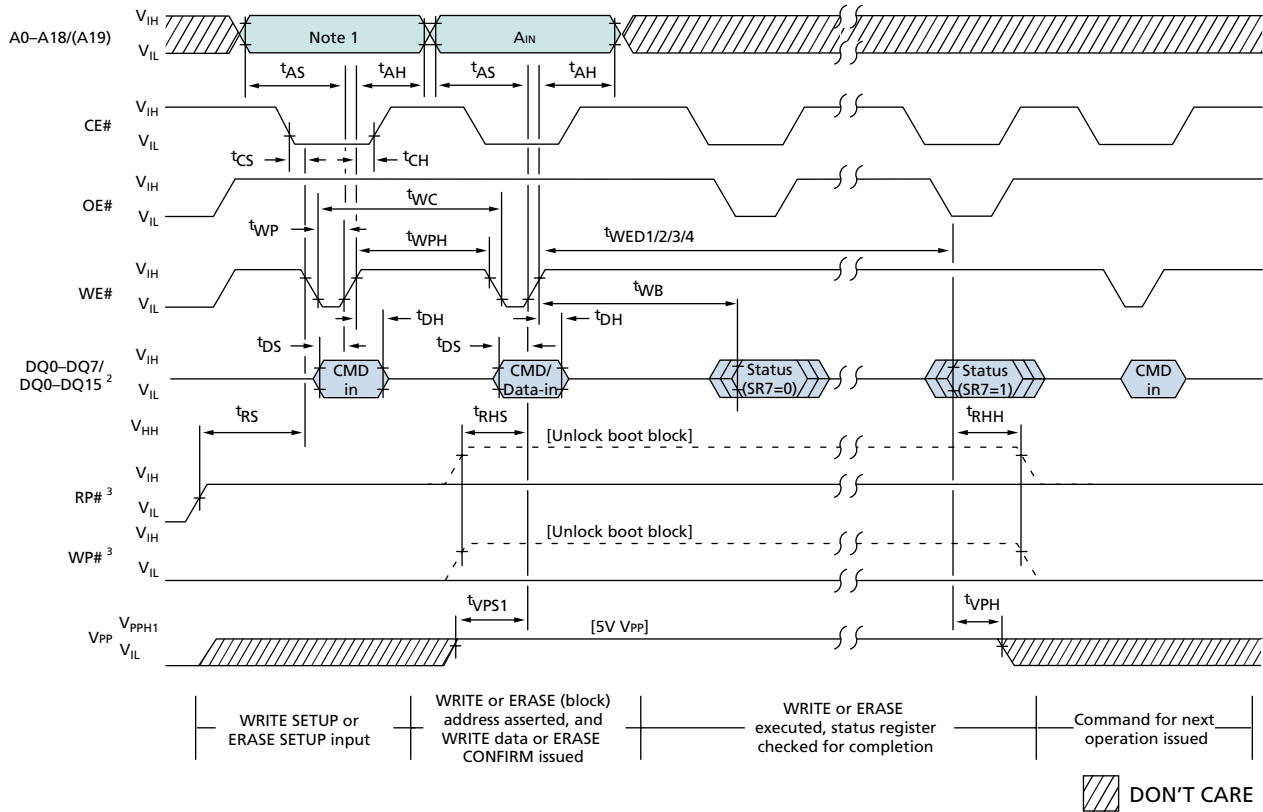 VIH
A0–A18/(A19)
VIL
Note 1
AIN
tAS
tAH
tAS
tAH
VIH
CE#
VIL
tCS
tCH
VIH
OE#
VIL
tWC
tWP
tWPH
tWED1/2/3/4
VIH
WE#
VIL
tWB
tDH
tDH
tDS
tDS
VIH
DQ0–DQ7/
DQ0–DQ15 2
VIL
CMD
in
CMD/
Data-in
Status
(SR7=0)
Status
(SR7=1)
CMD
in
tRS
tRHS
tRHH
VHH
[Unlock boot block]
VIH
RP# 3
VIL
VIH
[Unlock boot block]
WP# 3
VIL
tVPS1
tVPH
VPPH1
[5V VPP]
VPP
VIL
WRITE SETUP or
ERASE SETUP input
WRITE or ERASE (block)
address asserted, and
WRITE data or ERASE
CONFIRM issued
WRITE or ERASE
executed, status register
checked for completion
Command for next
operation issued
DON'T CARE